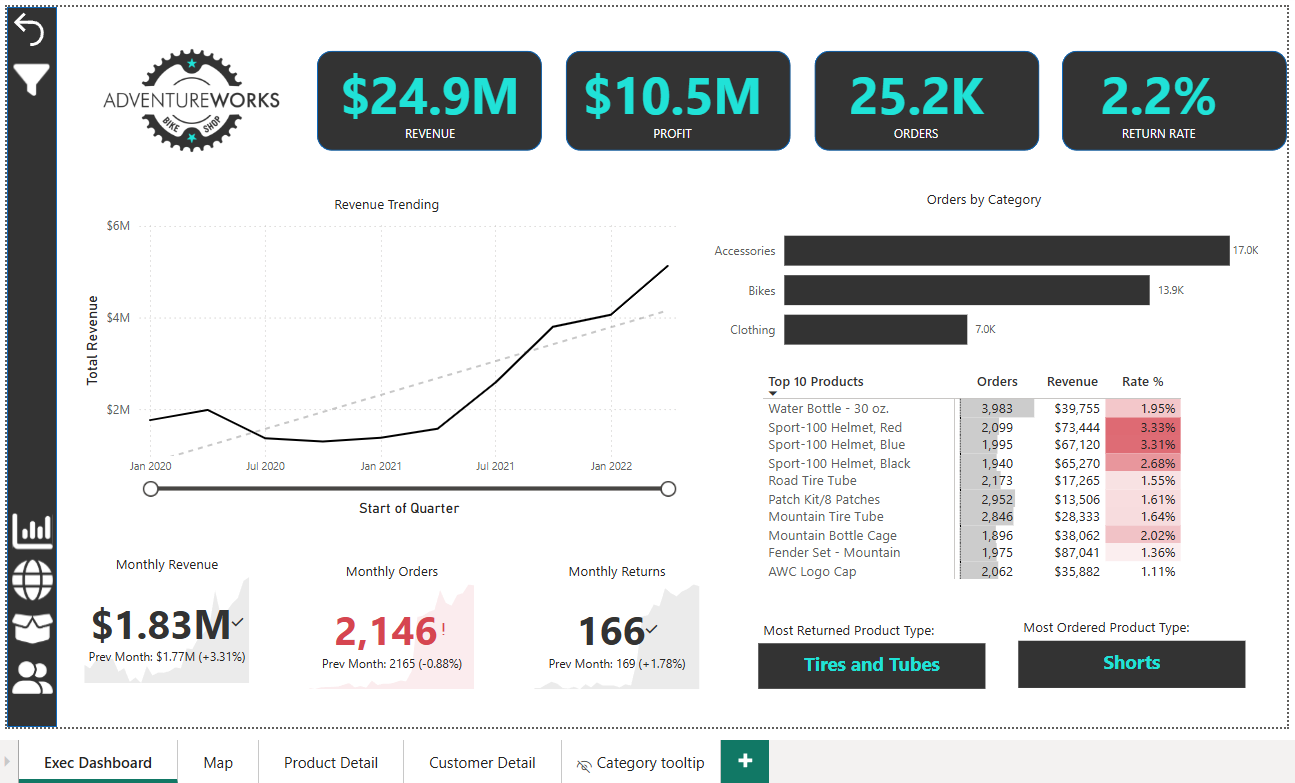 ADVENTUREWORKS
BIKE SHOP
$24.9M
REVENUE
$10.5M
PROFIT
25.2K
ORDERS
2.2%
RETURN RATE
Revenue Trending
$6M
$4M
$2M
Total Revenue
Jan 2020 Jul 2020 Jan 2021 Jul 2021 Jan 2022
Start of Quarter
Orders by Category
Accessories 17.0K
Bikes 13.9K
Clothing 7.0K
Top 10 Products Orders Revenue Rate %
Water Bottle - 30 oz. 3,983 $39,755 1.95%
Sport-100 Helmet, Red 2,099 $73,444 3.33%
Sport-100 Helmet, Blue 1,995 $67,120 3.31%
Sport-100 Helmet, Black 1,940 $65,270 2.68%
Road Tire Tube 2,173 $17,265 1.55%
Patch Kit/8 Patches 2,952 $13,506 1.61%
Mountain Tire Tube 2,846 $28,333 1.64%
Mountain Bottle Cage 1,896 $38,062 2.02%
Fender Set - Mountain 1,975 $87,041 1.36%
AWC Logo Cap 2,062 $35,882 1.11%
Monthly Revenue
$1.83M
Prev Month: $1.77M (+3.31%)
Monthly Orders
2,146!
Prev Month: 2165 (-0.88%)
Monthly Returns
166
Prev Month: 169 (+1.78%)
Most Returned Product Type:
Tires and Tubes
Most Ordered Product Type:
Shorts
Exec Dashboard Map Product Detail Customer Detail Category tooltip +